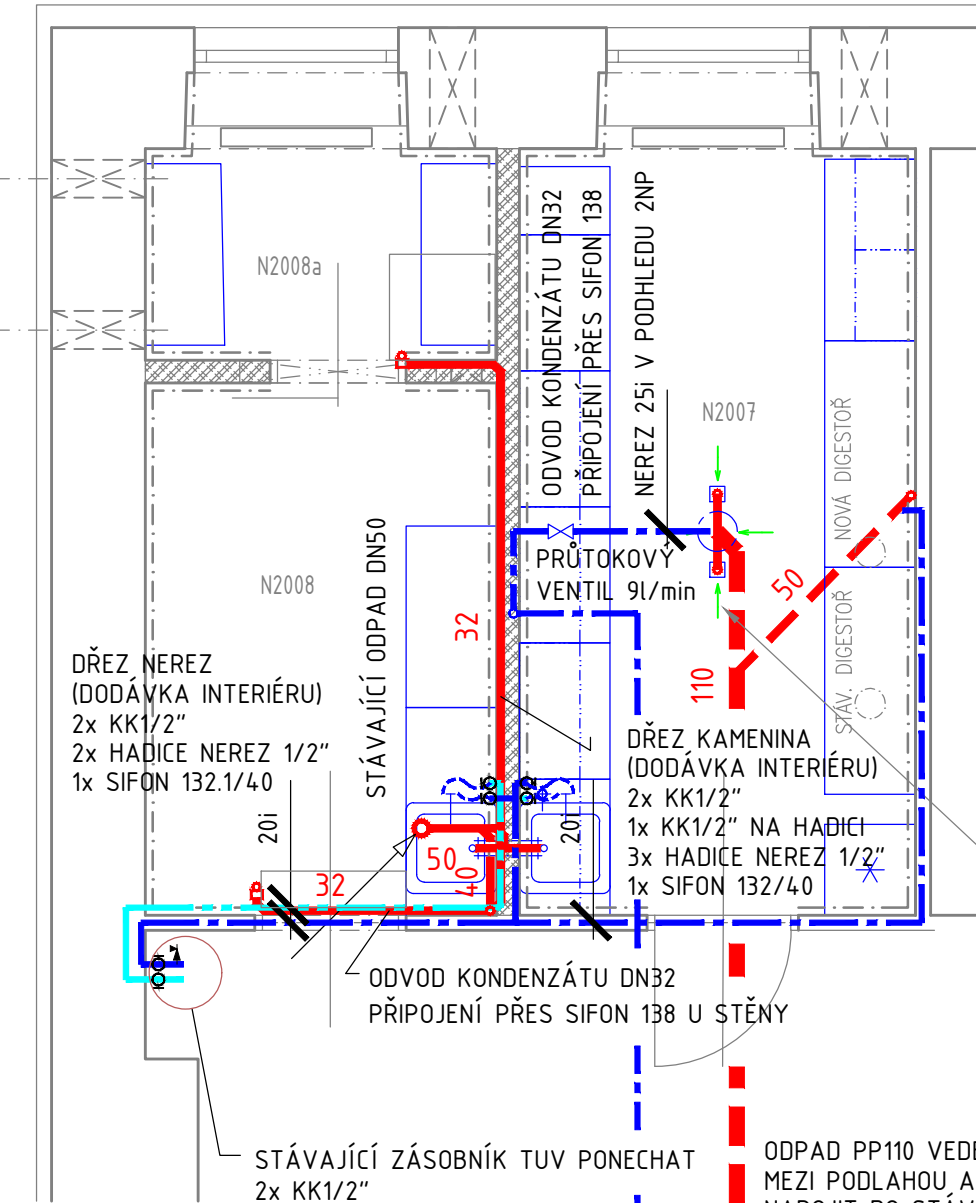 N2008a
ODVOD KONDENZÁTU DN32
PŘIPOJENÍ PŘES SIFON 138
NEREZ 25i V PODHLEDU 2NP
N2007
NOVÁ DIGESTOŘ
STÁV. DIGESTOŘ
PRŮTOKOVÝ
VENTIL 9l/min
50
110
N2008
32
STÁVAJÍCÍ ODPAD DN50
DŘEZ NEREZ
(DODÁVKA INTERIÉRU)
2x KK1/2"
2x HADICE NEREZ 1/2"
1x SIFON 132.1/40
DŘEZ KAMENINA
(DODÁVKA INTERIÉRU)
2x KK1/2"
1x KK1/2" NA HADICI
3x HADICE NEREZ 1/2"
1x SIFON 132/40
20i
20i
50
40
32
ODVOD KONDENZÁTU DN32
PŘIPOJENÍ PŘES SIFON 138 U STĚNY
STÁVAJÍCÍ ZÁSOBNÍK TUV PONECHAT
2x KK1/2"
ODPAD PP110 VEDE
MEZI PODLAHOU A